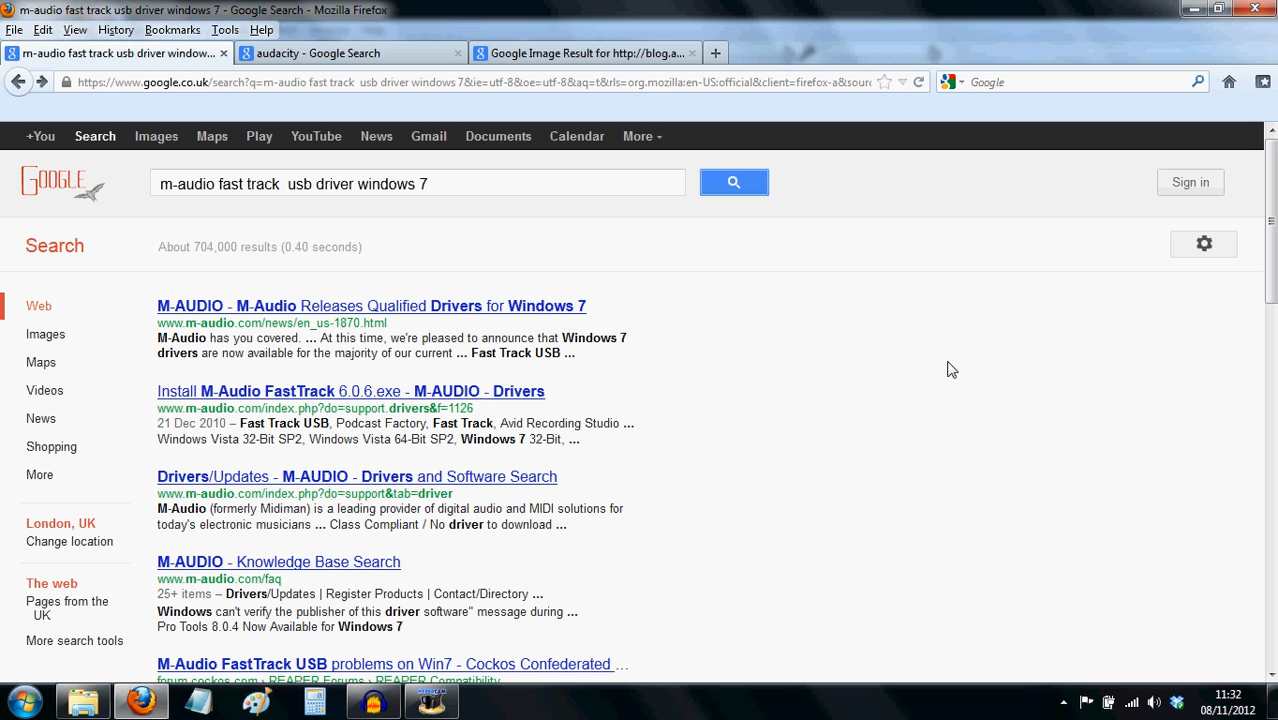 m-audio fast track usb driver windows 7 - Google Search - Mozilla Firefox
File Edit View History Bookmarks Tools Help
m-audio fast track usb driver window... × audacity - Google Search × Google Image Result for http://blog.a... × +
https://www.google.co.uk/search?q=m-audio fast track  usb driver windows 7&ie=utf-8&oe=utf-8&aq=t&rls=org.mozilla:en-US:official&client=firefox-a&sourc
Google
+You Search Images Maps Play YouTube News Gmail Documents Calendar More
GOOGLE
m-audio fast track  usb driver windows 7
Sign in
Search
About 704,000 results (0.40 seconds)
Web
Images
Maps
Videos
News
Shopping
More
London, UK
Change location
The web
Pages from the
UK
More search tools
M-AUDIO - M-Audio Releases Qualified Drivers for Windows 7
www.m-audio.com/news/en_us-1870.html
M-Audio has you covered. ... At this time, we're pleased to announce that Windows 7
drivers are now available for the majority of our current ... Fast Track USB ...
Install M-Audio FastTrack 6.0.6.exe - M-AUDIO - Drivers
www.m-audio.com/index.php?do=support.drivers&f=1126
21 Dec 2010 – Fast Track USB, Podcast Factory, Fast Track, Avid Recording Studio ...
Windows Vista 32-Bit SP2, Windows Vista 64-Bit SP2, Windows 7 32-Bit, ...
Drivers/Updates - M-AUDIO - Drivers and Software Search
www.m-audio.com/index.php?do=support&tab=driver
M-Audio (formerly Midiman) is a leading provider of digital audio and MIDI solutions for
today's electronic musicians ... Class Compliant / No driver to download ...
M-AUDIO - Knowledge Base Search
www.m-audio.com/faq
25+ items – Drivers/Updates | Register Products | Contact/Directory ...
Windows can't verify the publisher of this driver software" message during ...
Pro Tools 8.0.4 Now Available for Windows 7
M-Audio FastTrack USB problems on Win7 - Cockos Confederated ...
forum.cockos.com › REAPER Forums › REAPER Compatibility
11:32
08/11/2012